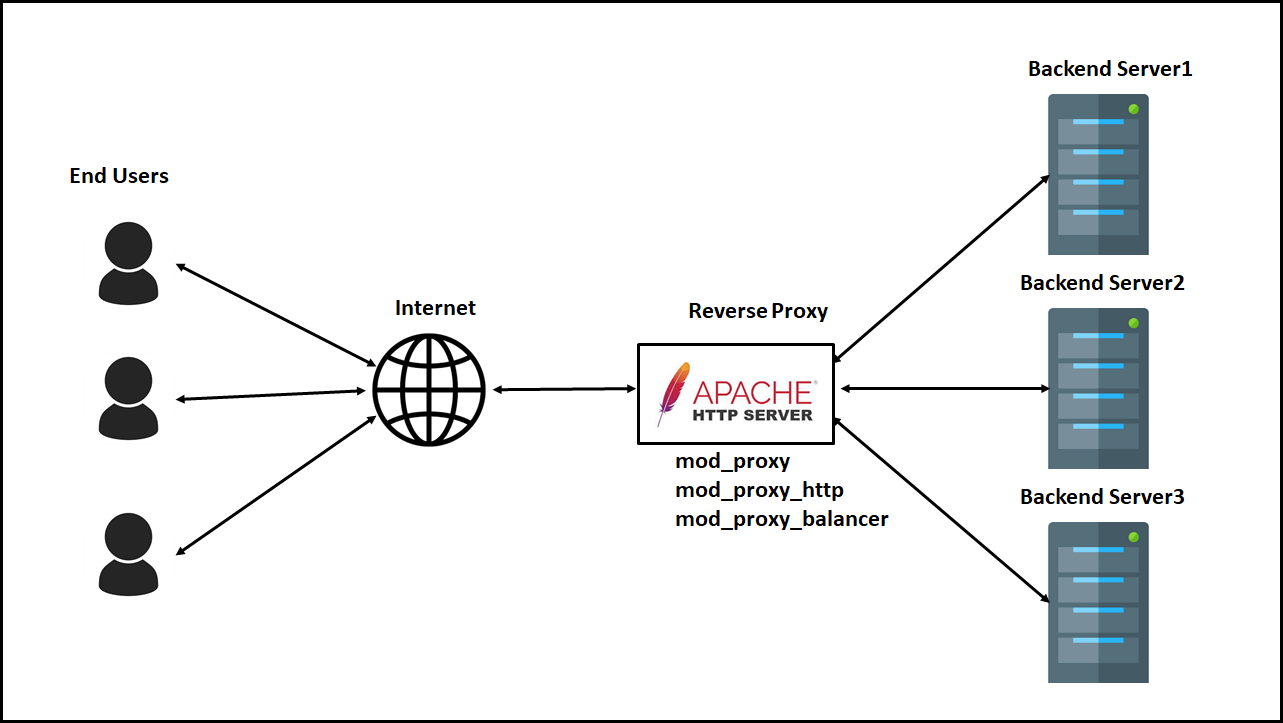 End Users
Internet
Reverse Proxy
APACHE®
HTTP SERVER
mod_proxy
mod_proxy_http
mod_proxy_balancer
Backend Server1
Backend Server2
Backend Server3